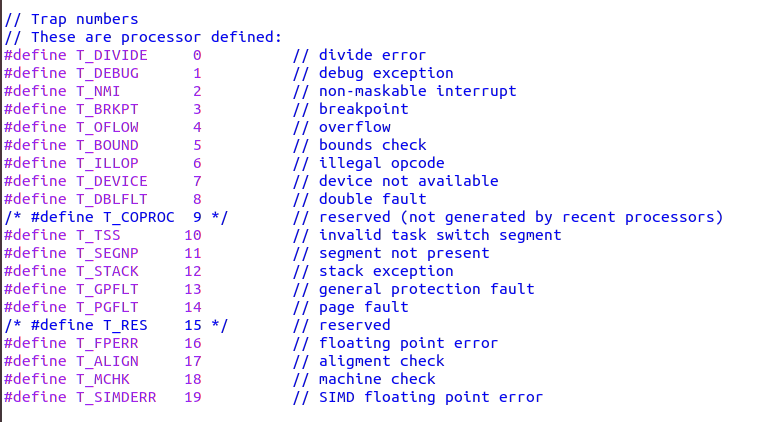 // Trap numbers
// These are processor defined:
#define T_DIVIDE     0          // divide error
#define T_DEBUG      1          // debug exception
#define T_NMI        2          // non-maskable interrupt
#define T_BRKPT      3          // breakpoint
#define T_OFLOW      4          // overflow
#define T_BOUND      5          // bounds check
#define T_ILLOP      6          // illegal opcode
#define T_DEVICE     7          // device not available
#define T_DBLFLT     8          // double fault
/* #define T_COPROC  9 */       // reserved (not generated by recent processors)
#define T_TSS       10          // invalid task switch segment
#define T_SEGNP     11          // segment not present
#define T_STACK     12          // stack exception
#define T_GPFLT     13          // general protection fault
#define T_PGFLT     14          // page fault
/* #define T_RES    15 */       // reserved
#define T_FPERR     16          // floating point error
#define T_ALIGN     17          // aligment check
#define T_MCHK      18          // machine check
#define T_SIMDERR   19          // SIMD floating point error